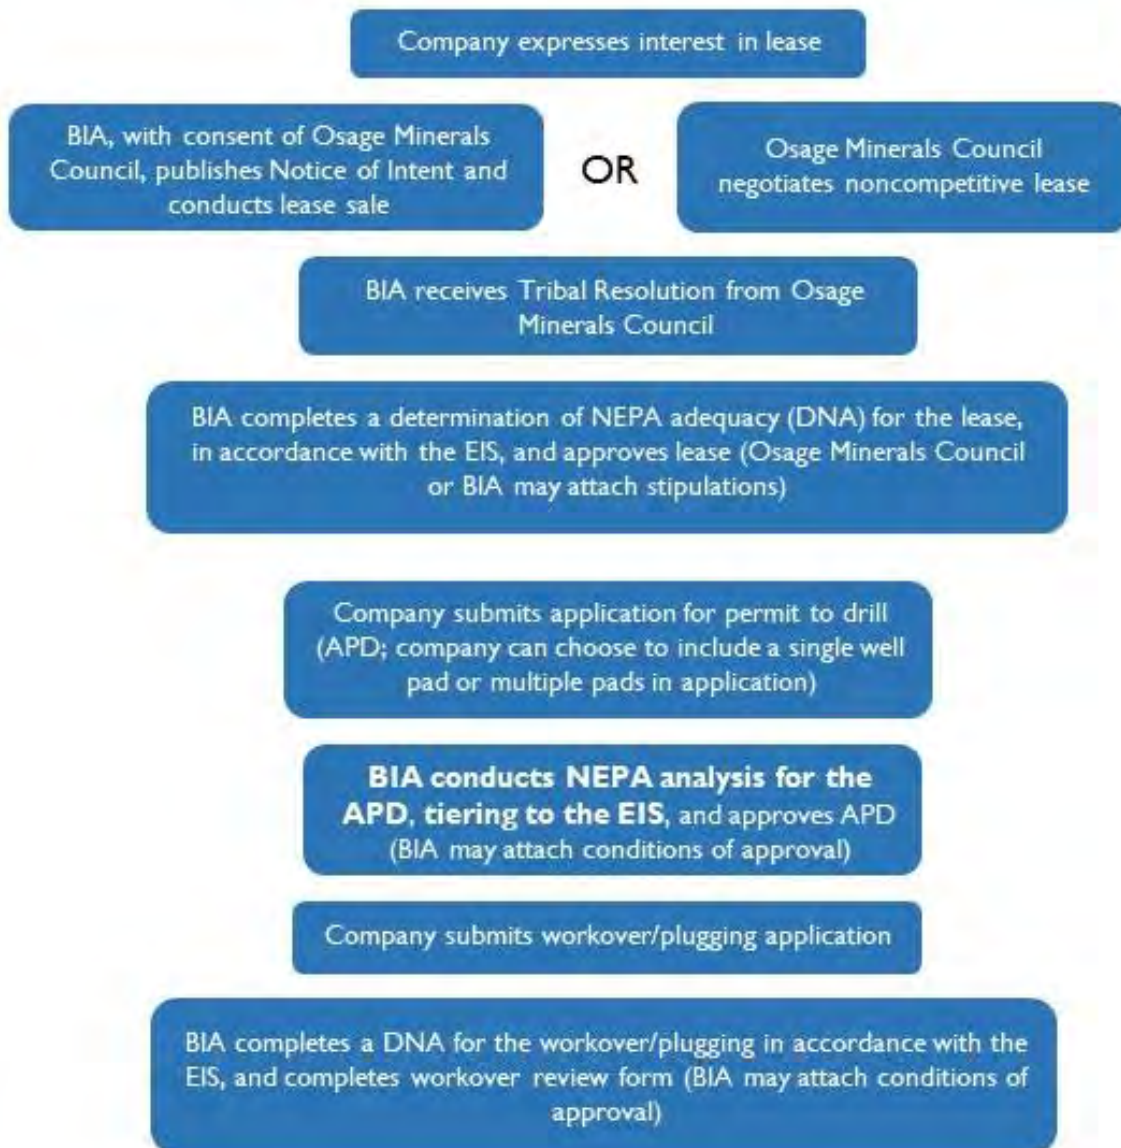 Company expresses interest in lease
BIA, with consent of Osage Minerals
Council, publishes Notice of Intent and
conducts lease sale
OR
Osage Minerals Council
negotiates noncompetitive lease
BIA receives Tribal Resolution from Osage
Minerals Council
BIA completes a determination of NEPA adequacy (DNA) for the lease,
in accordance with the EIS, and approves lease (Osage Minerals Council
or BIA may attach stipulations)
Company submits application for permit to drill
(APD; company can choose to include a single well
pad or multiple pads in application)
BIA conducts NEPA analysis for the
APD, tiering to the EIS, and approves APD
(BIA may attach conditions of approval)
Company submits workover/plugging application
BIA completes a DNA for the workover/plugging in accordance with the
EIS, and completes workover review form (BIA may attach conditions of
approval)